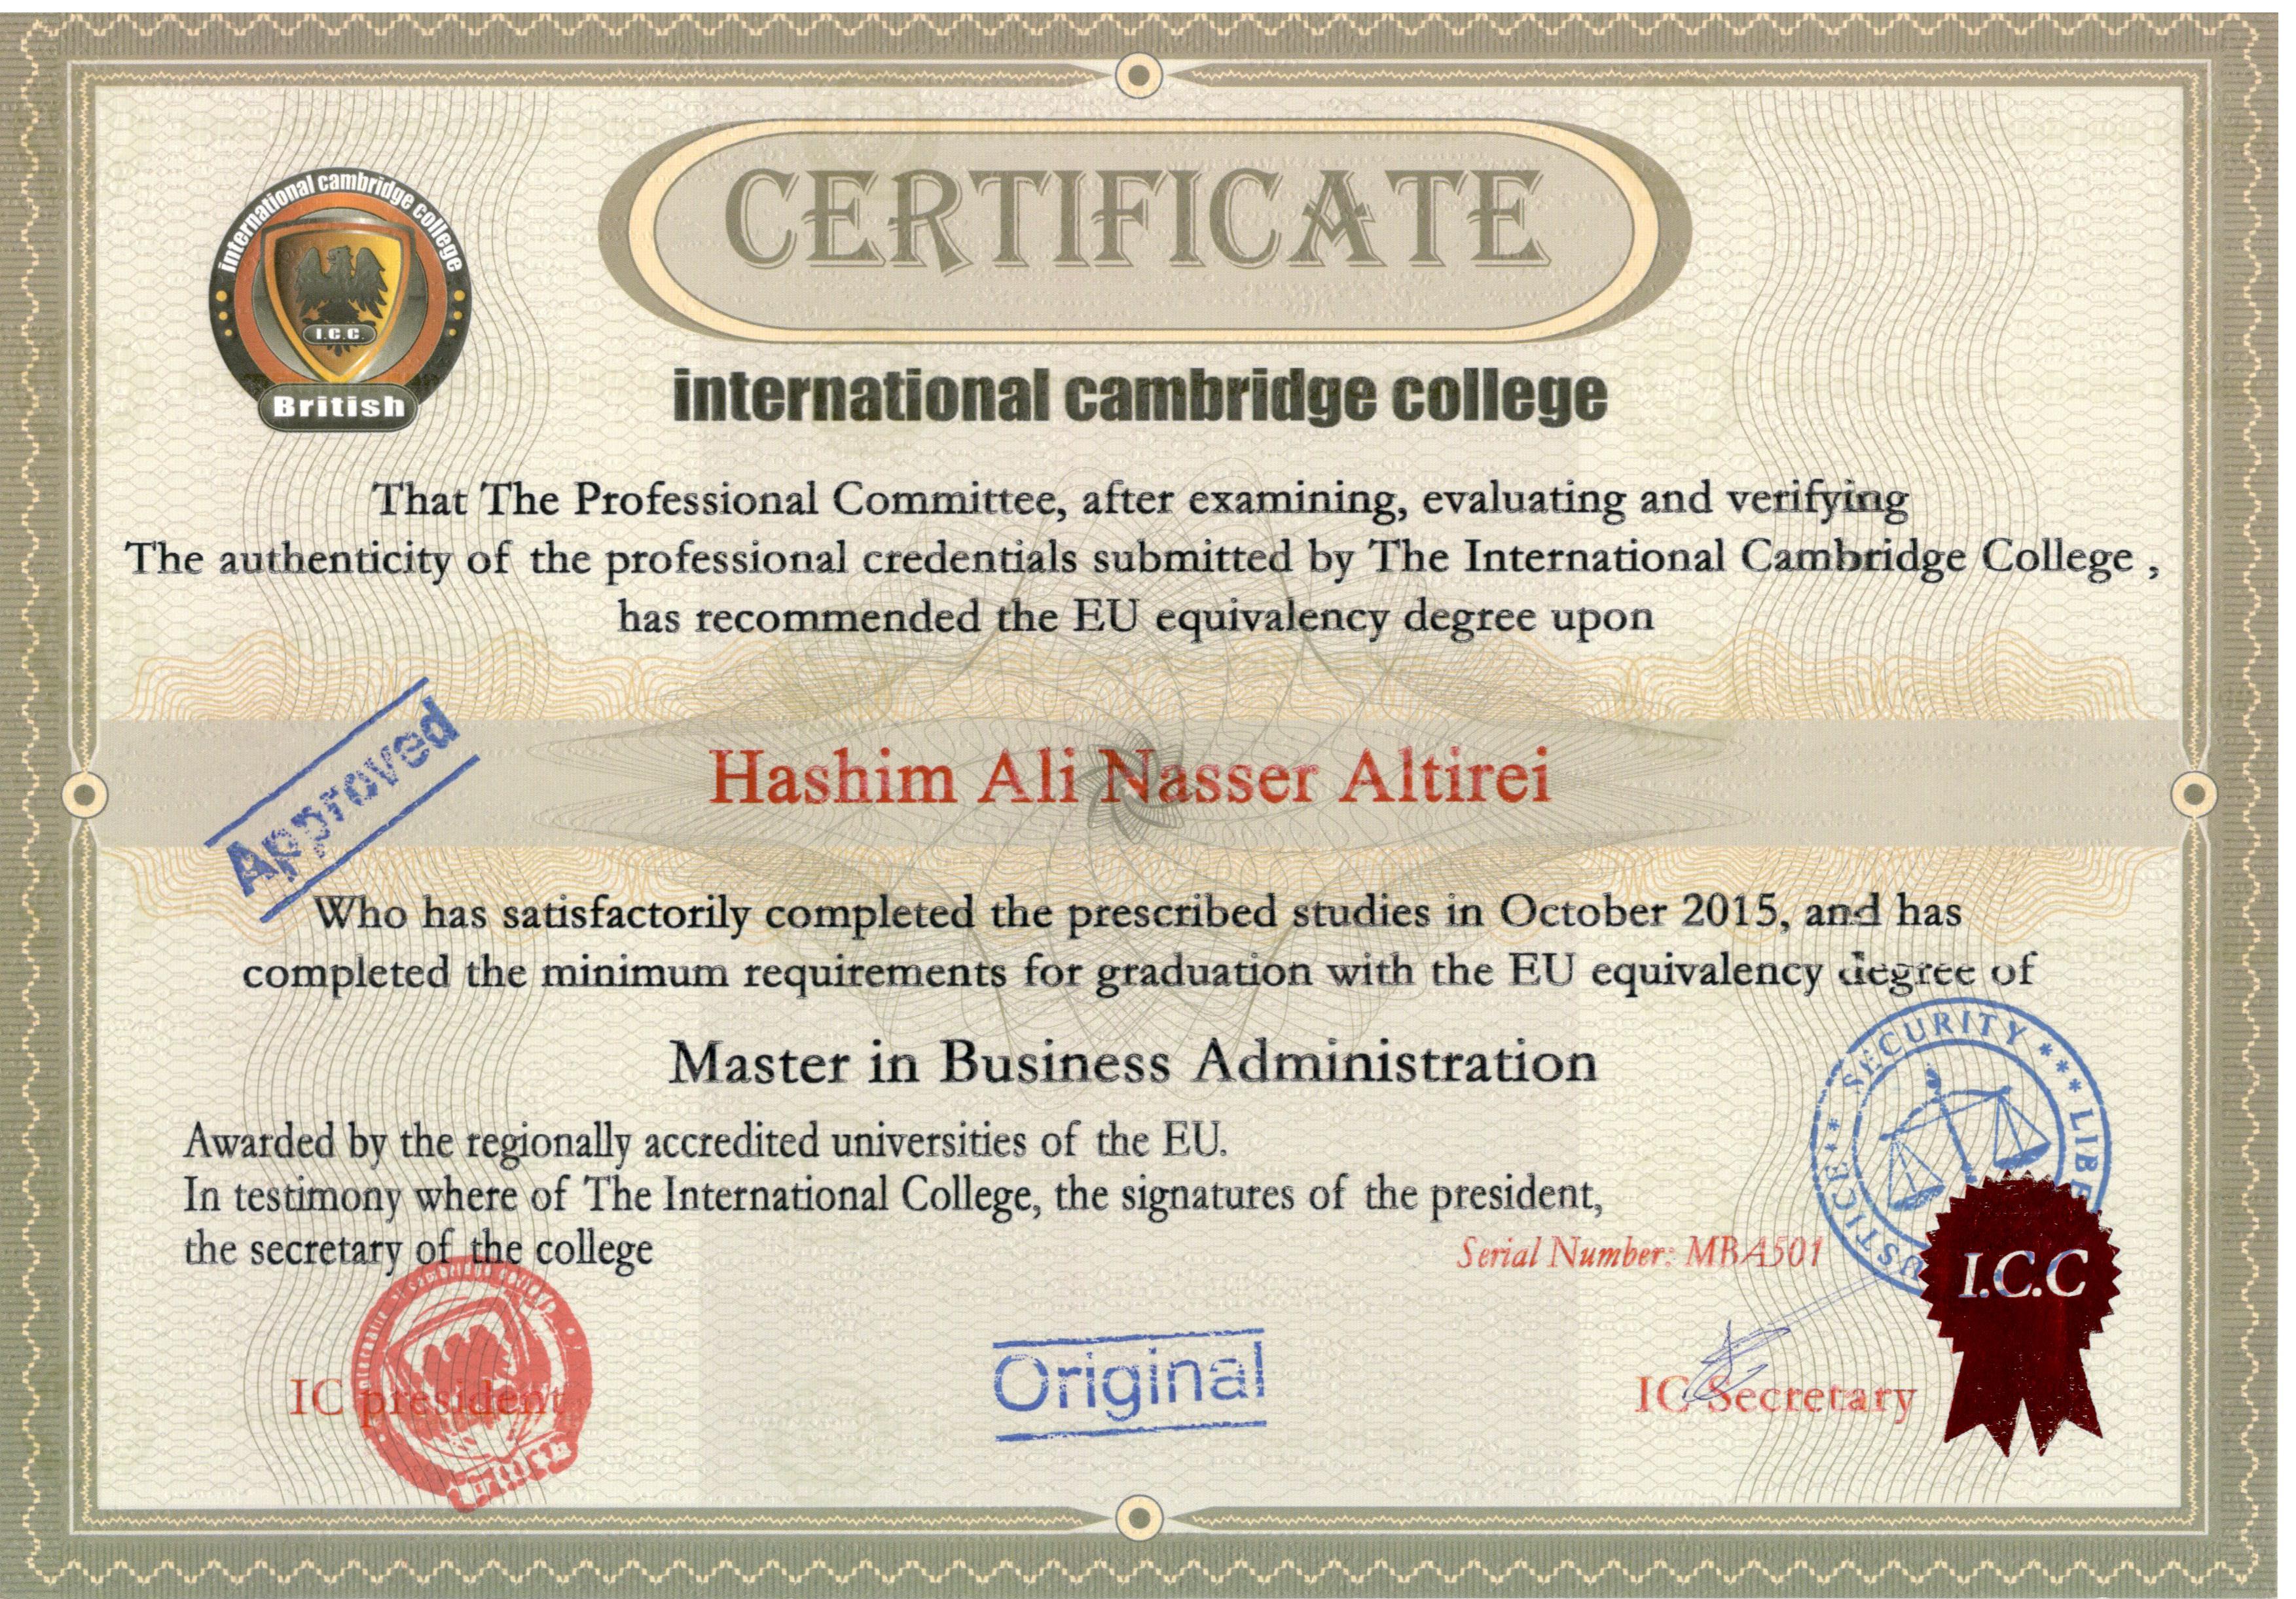 CERTIFICATE
international cambridge college
I.C.C.
British
international cambridge college
That The Professional Committee, after examining, evaluating and verifying
The authenticity of the professional credentials submitted by The International Cambridge College ,
has recommended the EU equivalency degree upon
Approved
Hashim Ali Nasser Altirei
Who has satisfactorily completed the prescribed studies in October 2015, and has
completed the minimum requirements for graduation with the EU equivalency degree of
Master in Business Administration
SECURITY *** LIBE
USTICE**
Awarded by the regionally accredited universities of the EU.
In testimony where of The International College, the signatures of the president,
the secretary of the college
Serial Number: MBA501
I.C.C
IC president
Original
IC Secretary